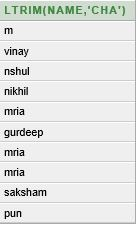 LTRIM(NAME,'CHA')
m
vinay
nshul
nikhil
mria
gurdeep
mria
mria
saksham
pun